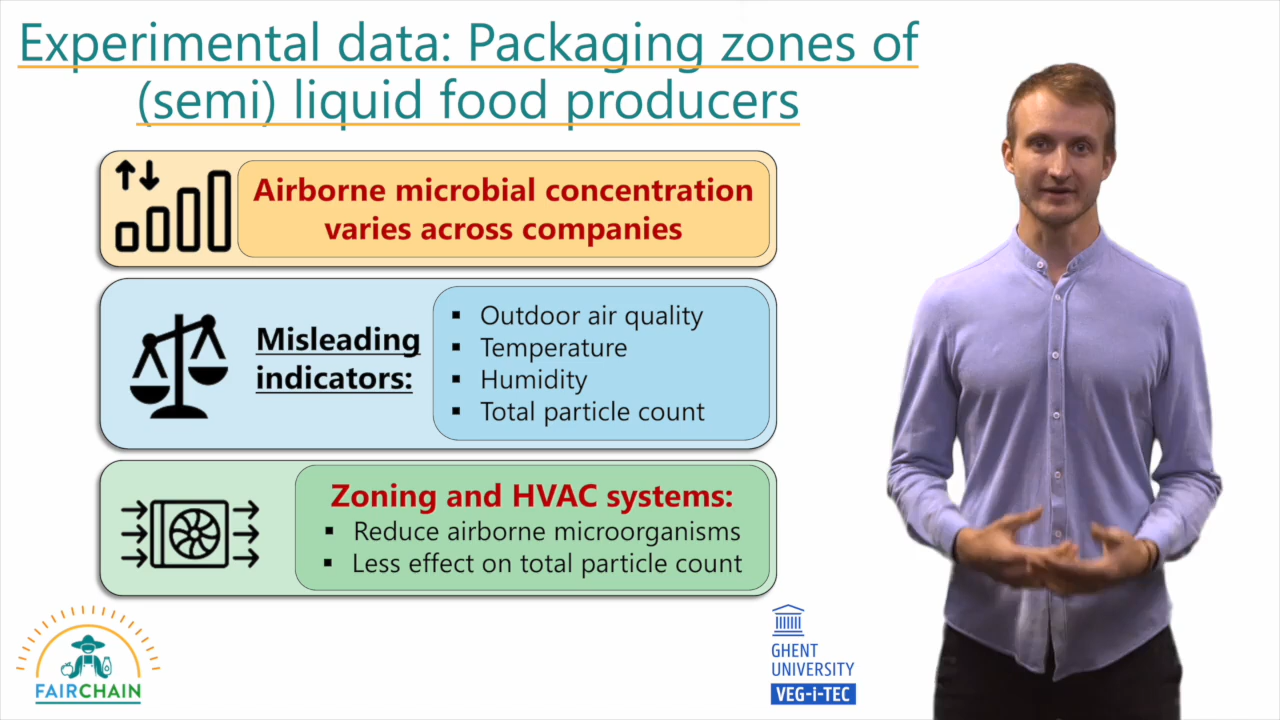 Experimental data: Packaging zones of
(semi) liquid food producers
Airborne microbial concentration
varies across companies
Misleading
indicators:
▪ Outdoor air quality
▪ Temperature
▪ Humidity
▪ Total particle count
Zoning and HVAC systems:
▪ Reduce airborne microorganisms
▪ Less effect on total particle count
FAIRCHAIN
GHENT
UNIVERSITY
VEG-i-TEC